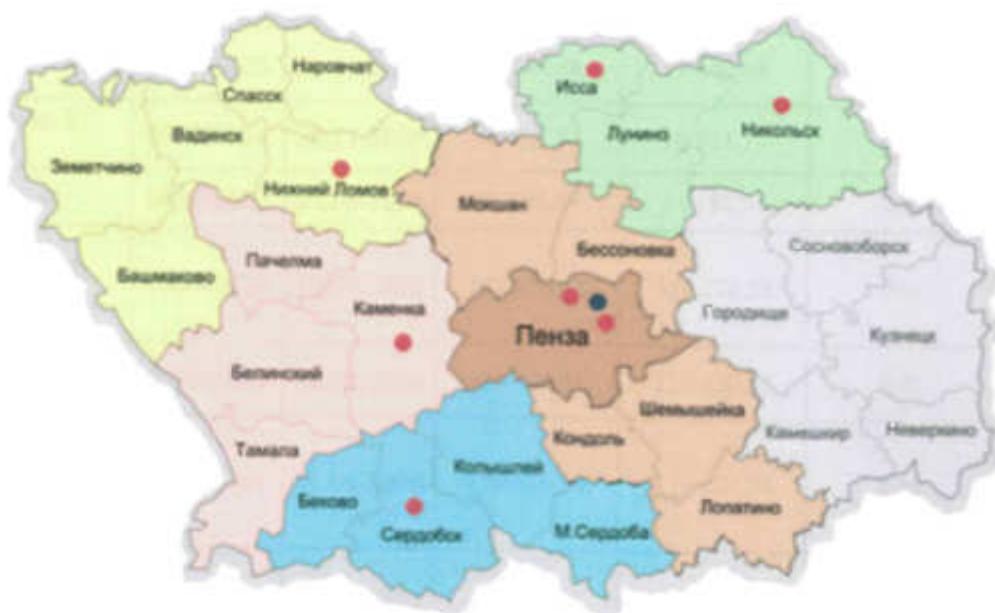 Наровчат
Спасск
Вадинск
Земетчино
Нижний Ломов
Башмаково
Исса
Лунино
Никольск
Мокшан
Бессоновка
Сосновоборск
Городище
Кузнецк
Пачелма
Каменка
Пенза
Белинский
Шемышейка
Камешкир
Неверкино
Кондоль
Тамала
Колышлей
Беково
Сердобск
М.Сердоба
Лопатино